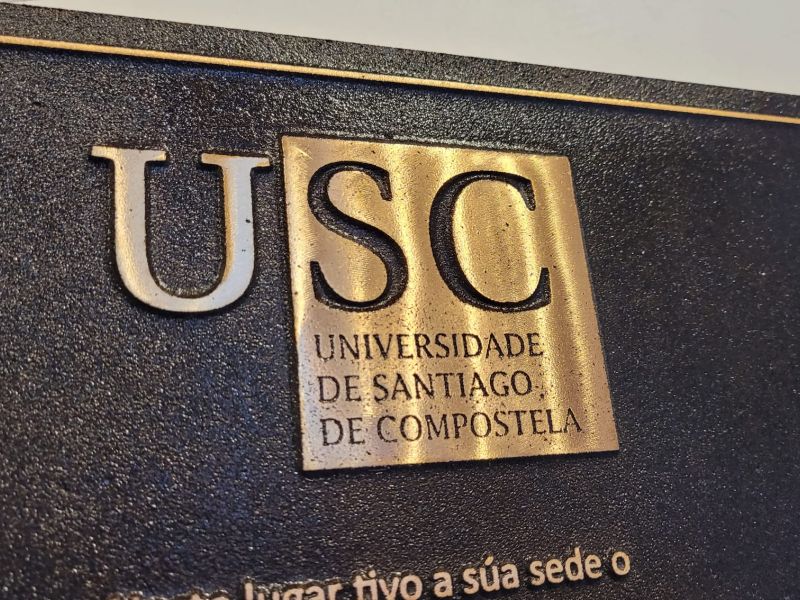 USC
UNIVERSIDADE
DE SANTIAGO
DE COMPOSTELA
lugar tivo a súa sede o